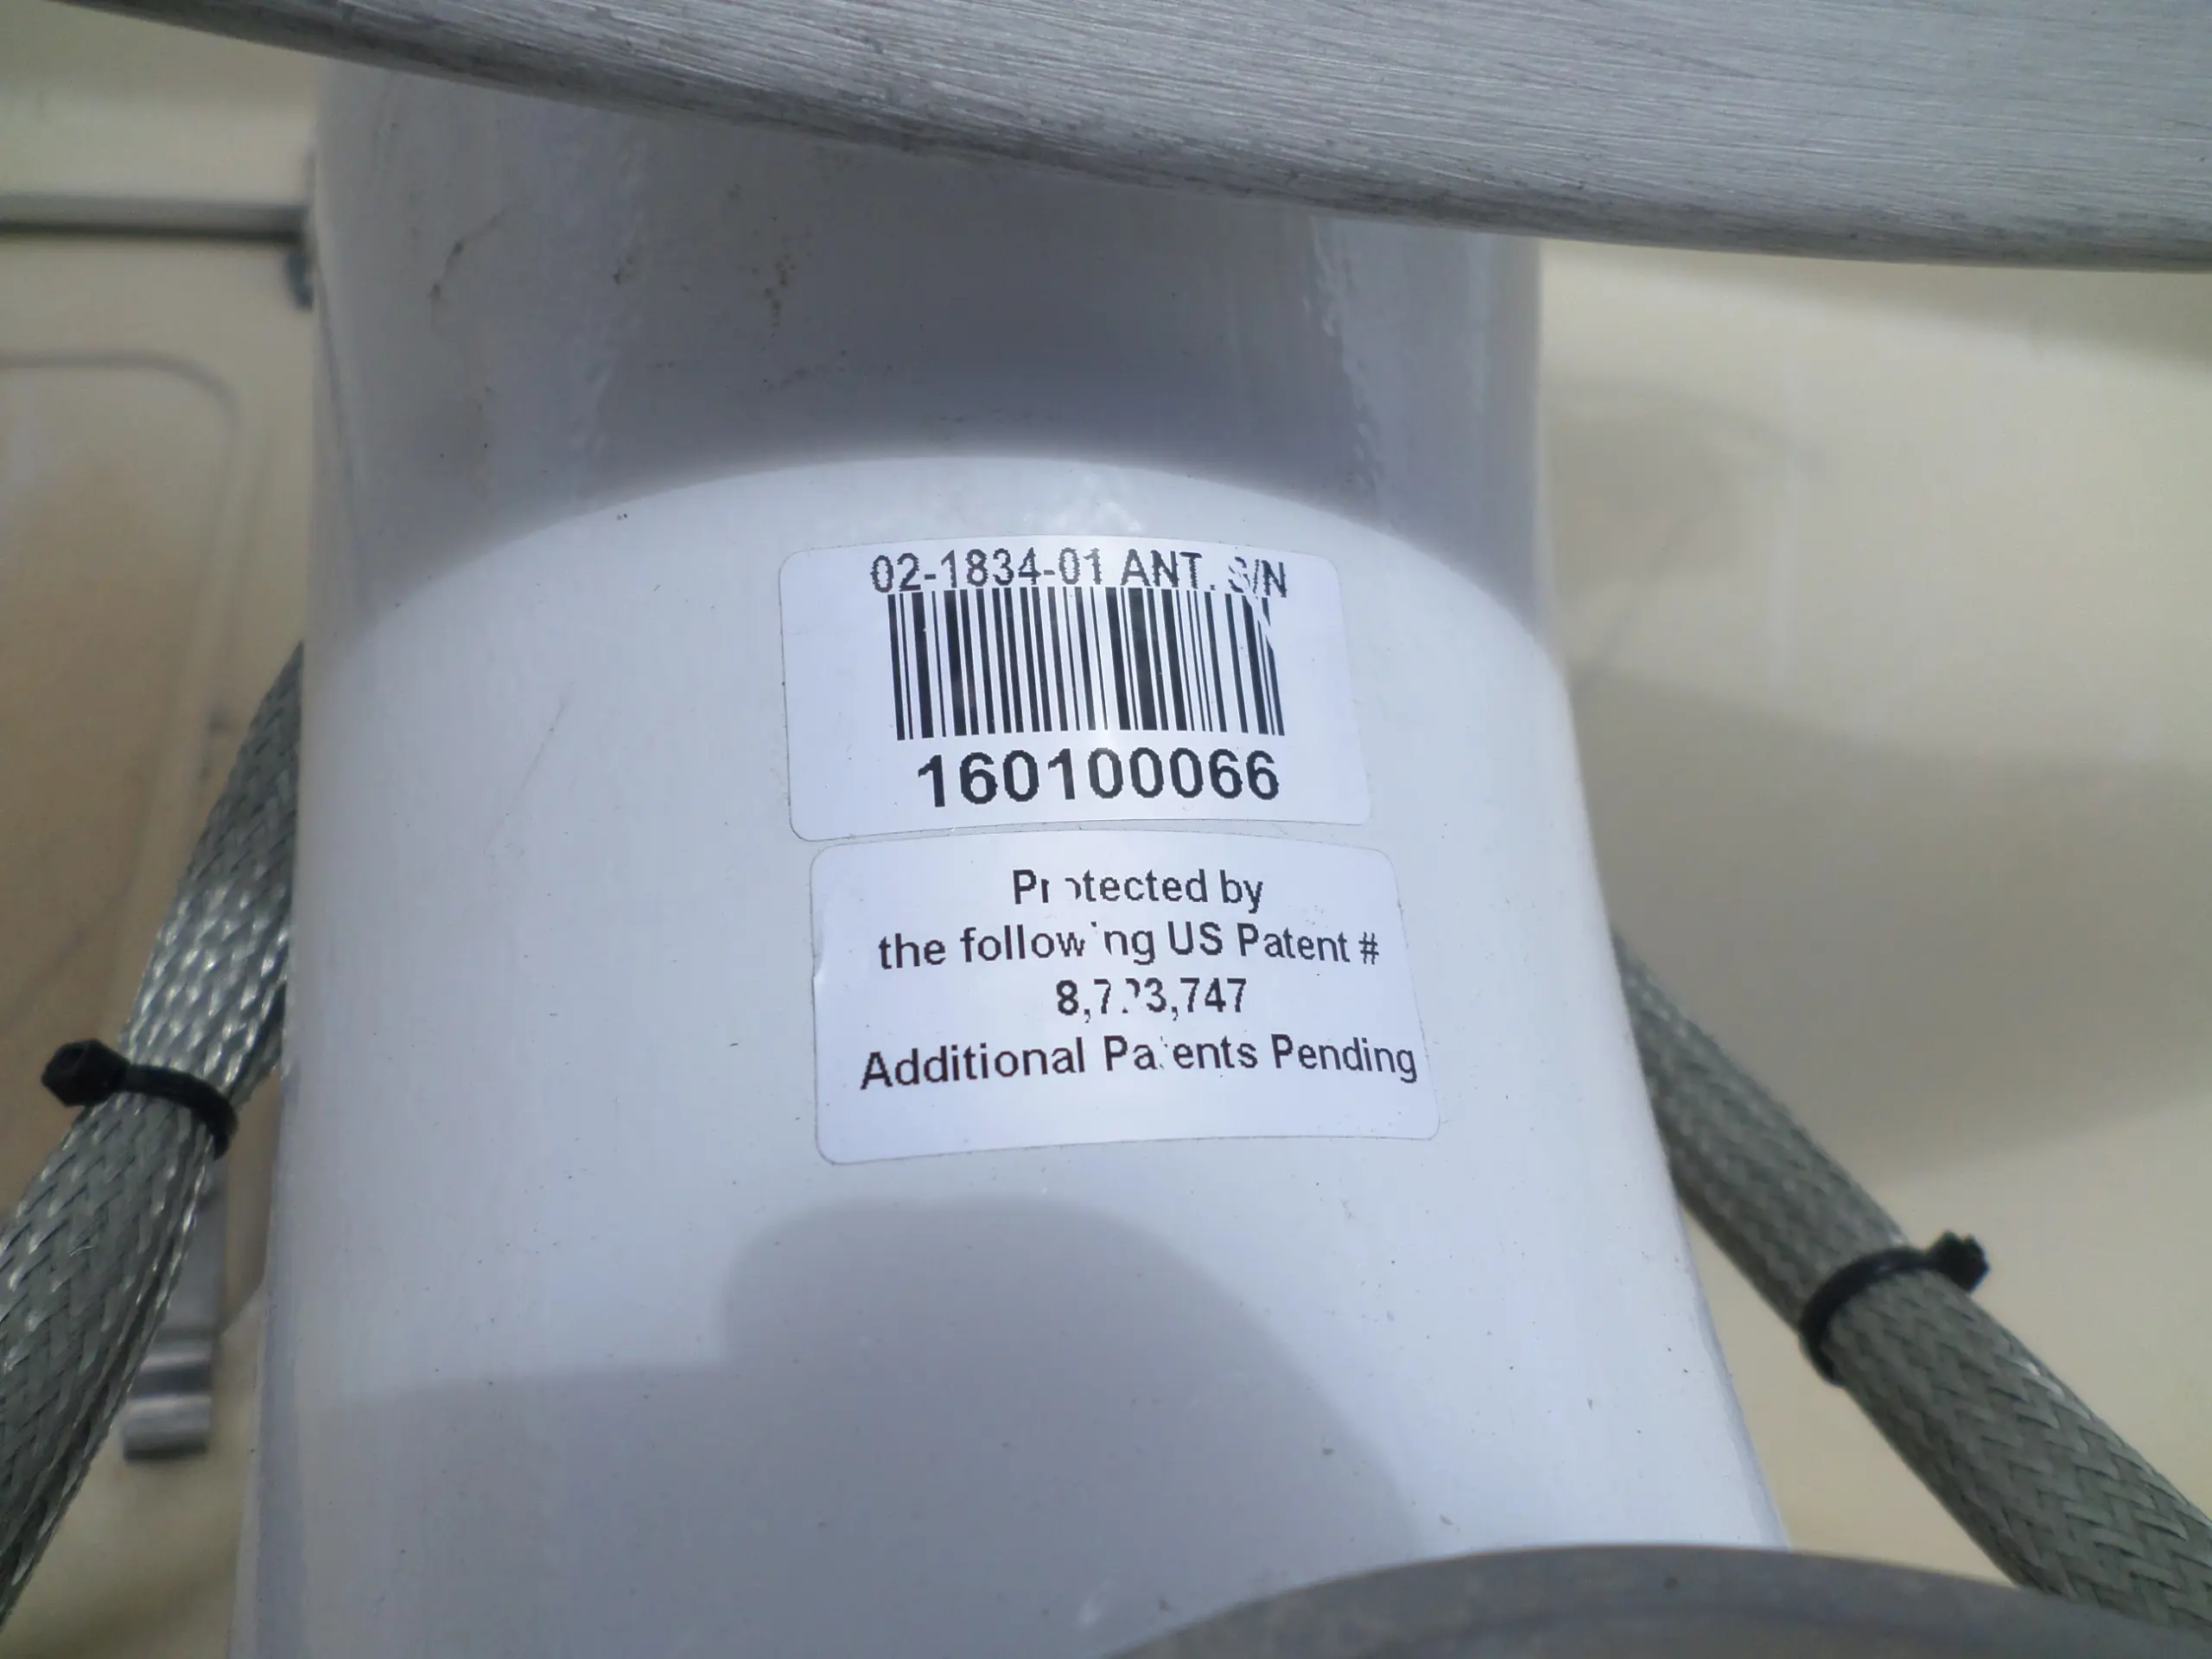 02-1834-01 ANT. S/N
160100066
Protected by
the following US Patent #
Additional Patents Pending